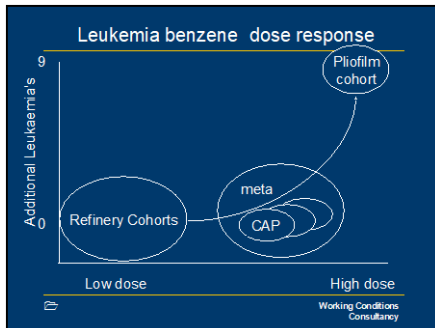 Leukemia benzene dose response
9
Pliofilm
cohort
Additional Leukaemia's
meta
Refinery Cohorts
0
CAP
Low dose
High dose
Working Conditions
Consultancy